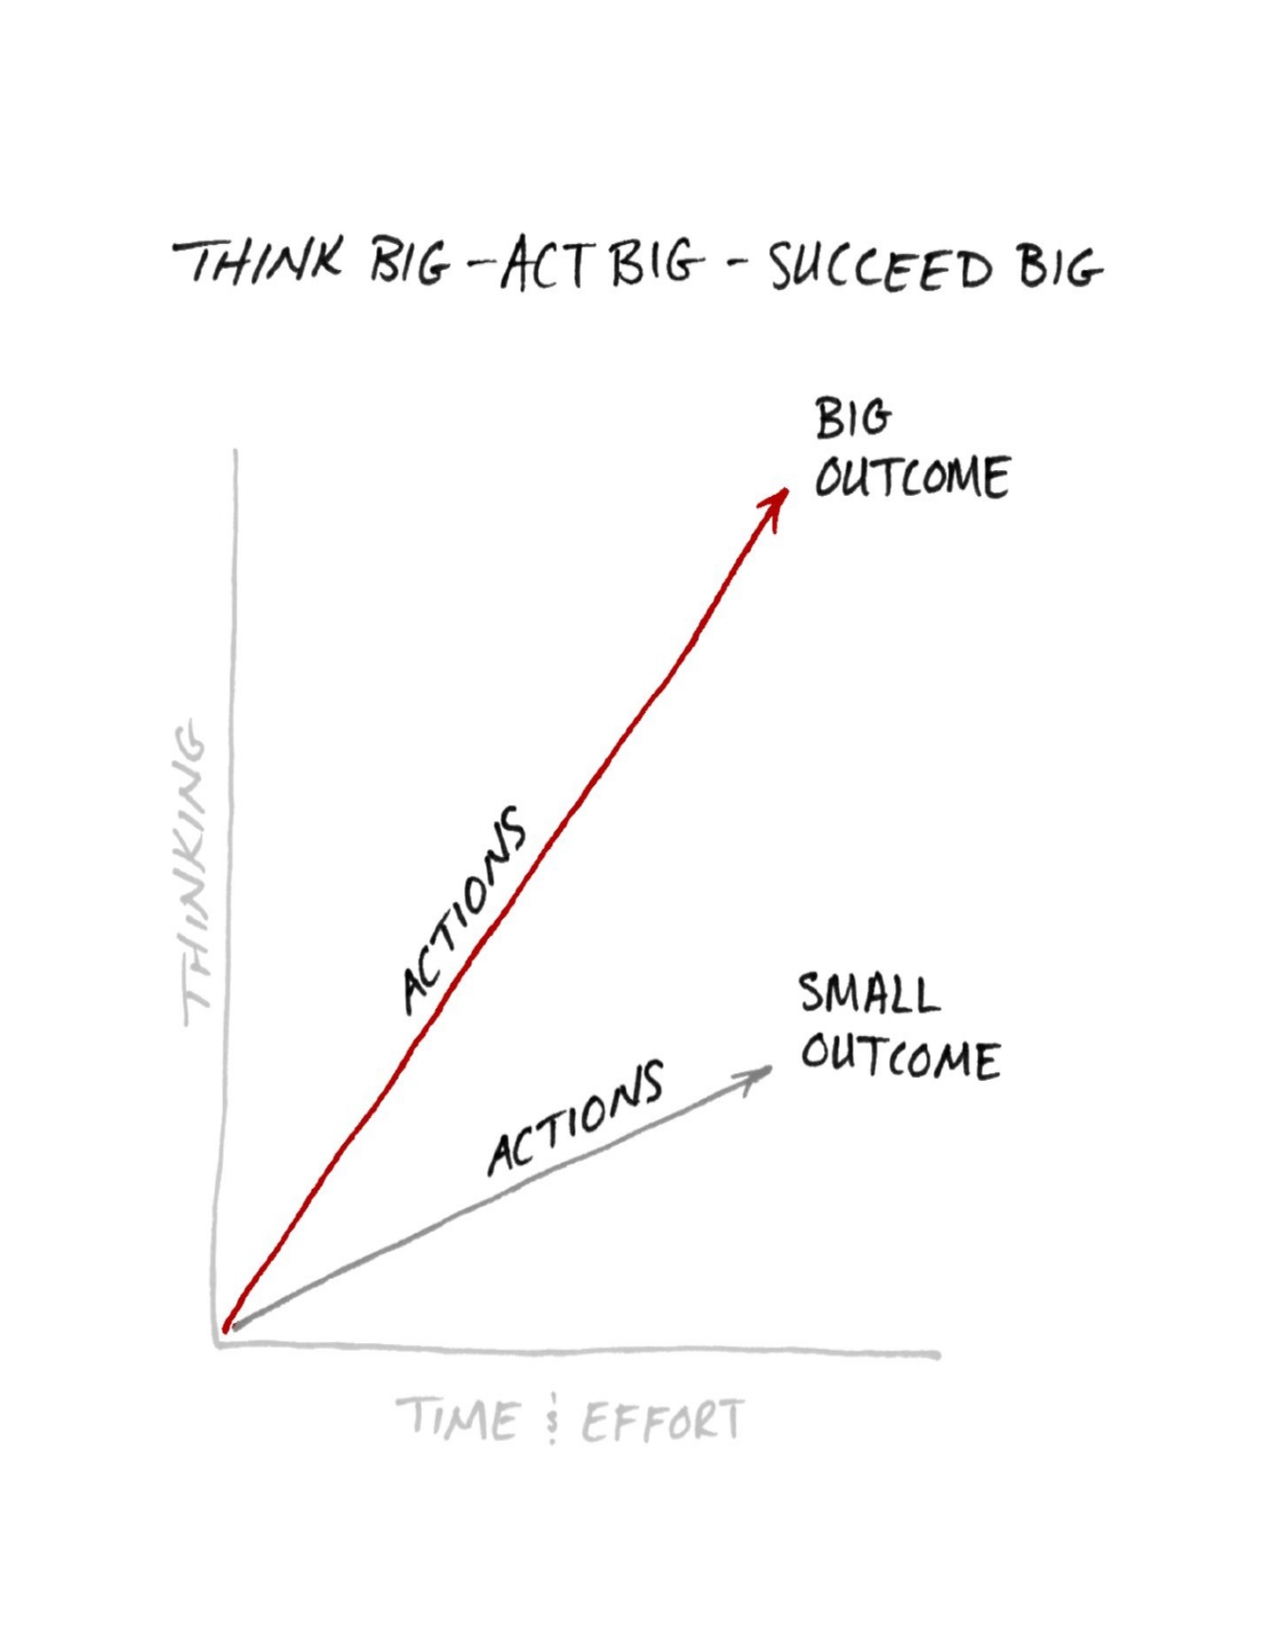 THINK BIG - ACT BIG - SUCCEED BIG
BIG
OUTCOME
THINKING
ACTIONS
SMALL
OUTCOME
ACTIONS
TIME & EFFORT